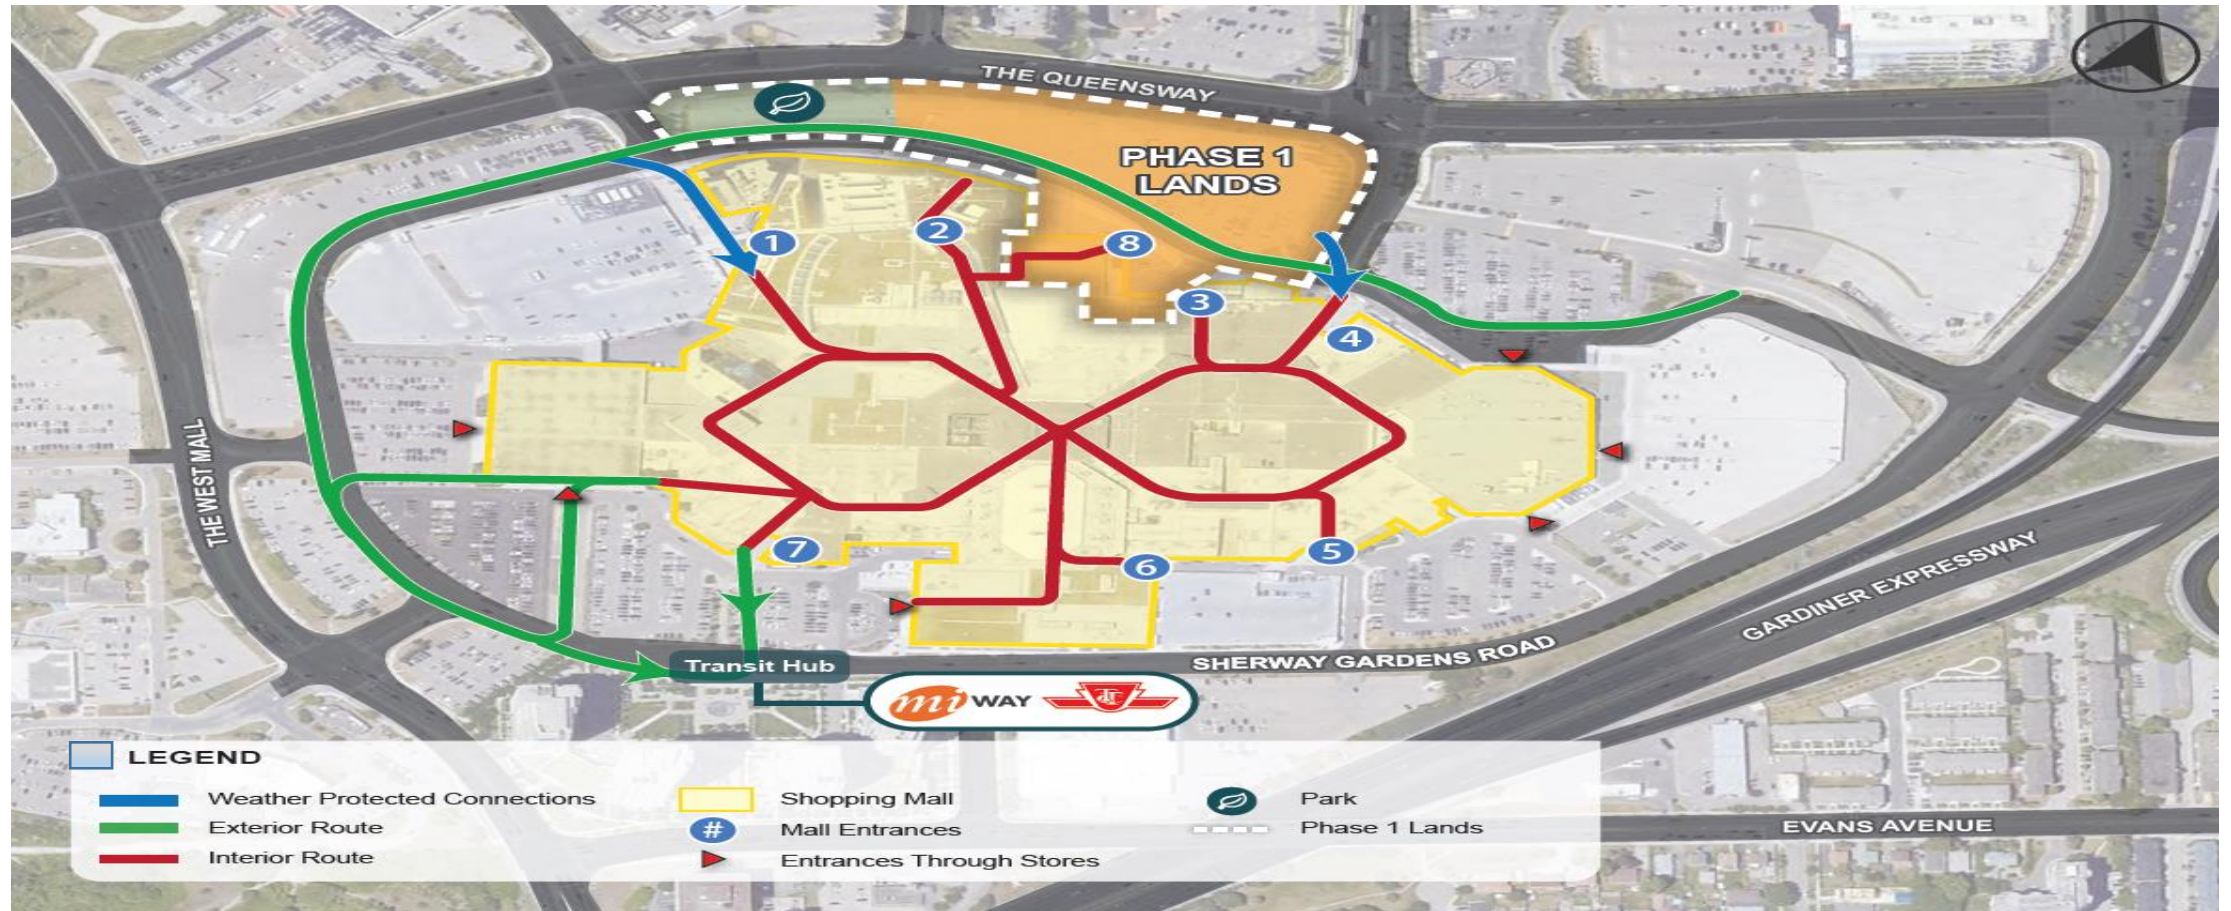 THE QUEENSWAY
PHASE 1
LANDS
1
2
8
3
4
THE WEST MALL
7
6
5
GARDINER EXPRESSWAY
SHERWAY GARDENS ROAD
Transit Hub
mi WAY TTC
LEGEND
Weather Protected Connections
Exterior Route
Interior Route
Shopping Mall
# Mall Entrances
Entrances Through Stores
Park
Phase 1 Lands
EVANS AVENUE